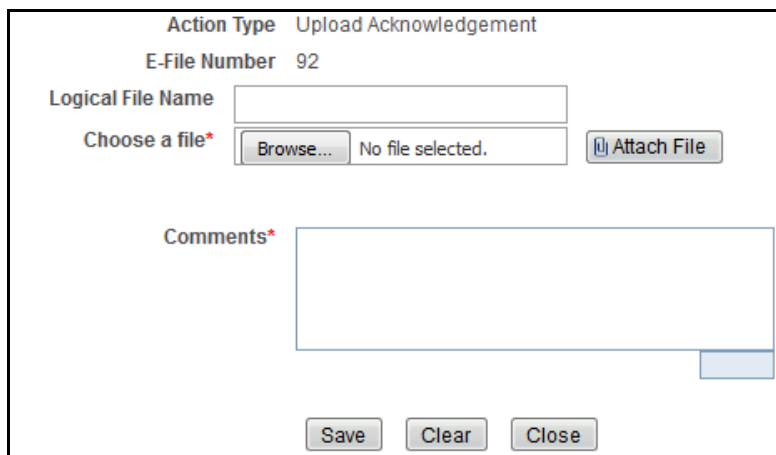 Action Type Upload Acknowledgement
E-File Number 92
Logical File Name
Choose a file* Browse... No file selected. Attach File
Comments*
Save Clear Close